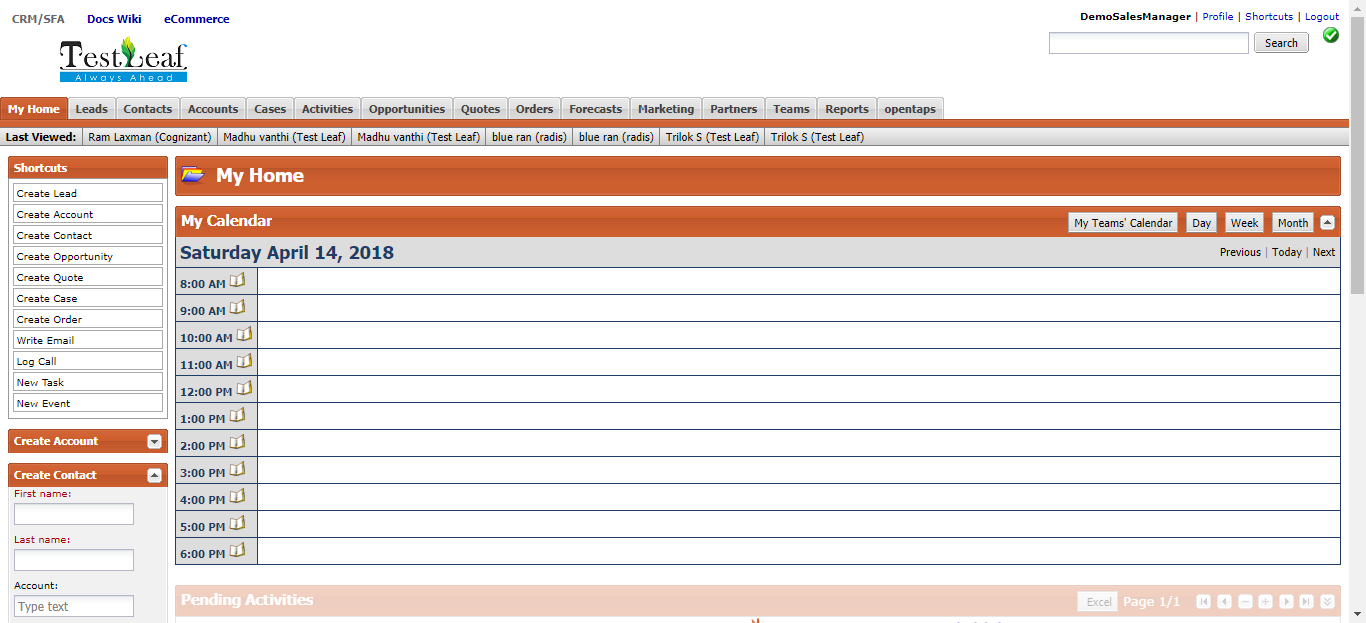 CRM/SFA Docs Wiki eCommerce
DemoSalesManager | Profile | Shortcuts | Logout
Search
TestLeaf
Always Ahead
My Home Leads Contacts Accounts Cases Activities Opportunities Quotes Orders Forecasts Marketing Partners Teams Reports opentaps
Last Viewed: Ram Laxman (Cognizant) Madhu vanthi (Test Leaf) Madhu vanthi (Test Leaf) blue ran (radis) blue ran (radis) Trilok S (Test Leaf) Trilok S (Test Leaf)
Shortcuts
Create Lead
Create Account
Create Contact
Create Opportunity
Create Quote
Create Case
Create Order
Write Email
Log Call
New Task
New Event
Create Account
Create Contact
First name:
Last name:
Account:
Type text
My Home
My Calendar My Teams' Calendar Day Week Month
Saturday April 14, 2018 Previous | Today | Next
8:00 AM
9:00 AM
10:00 AM
11:00 AM
12:00 PM
1:00 PM
2:00 PM
3:00 PM
4:00 PM
5:00 PM
6:00 PM
Pending Activities Excel Page 1/1